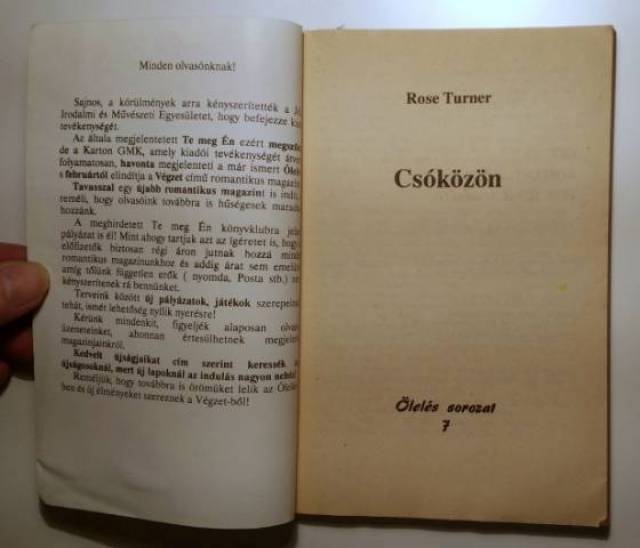 Minden olvasónknak!
Sajnos, a körülmények arra kényszerítették a
Irodalmi és Művészeti Egyesületet, hogy befejezze
tevékenységét.
Az általa megjelentetett Te meg Én ezért
de a Karton GMK, amely kiadói tevékenységét
folyamatosan, havonta megjelenteti a már ismert
s februártól elindítja a Végzet című romantikus
Tavasszal egy újabb romantikus magazint is
reméli, hogy olvasóink továbbra is hűségesek
hozzánk.
A meghirdetett Te meg Én könyvklubra
pályázat is él! Mint ahogy tartjuk azt az ígéretet is,
előfizetők biztosan régi áron jutnak hozzá
romantikus magazinunkhoz és addig árat sem
amíg tőlünk független erők ( nyomda, Posta stb.)
kényszerítenek rá bennünket.
Terveink között új pályázatok, játékok
tehát, ismét lehetőség nyílik nyerésre!
Kérünk mindenkit, figyeljék alaposan
üzeneteinket, ahonnan értesülhetnek
magazinjainkról.
Kedvelt újságjaikat cím szerint keressék
újságosoknál, mert új lapoknál az indulás nagyon
Reméljük, hogy továbbra is örömüket lelik az
ben és új élményeket szereznek a Végzet-ből!
Rose Turner
Csóközön
Ölelés sorozat
7